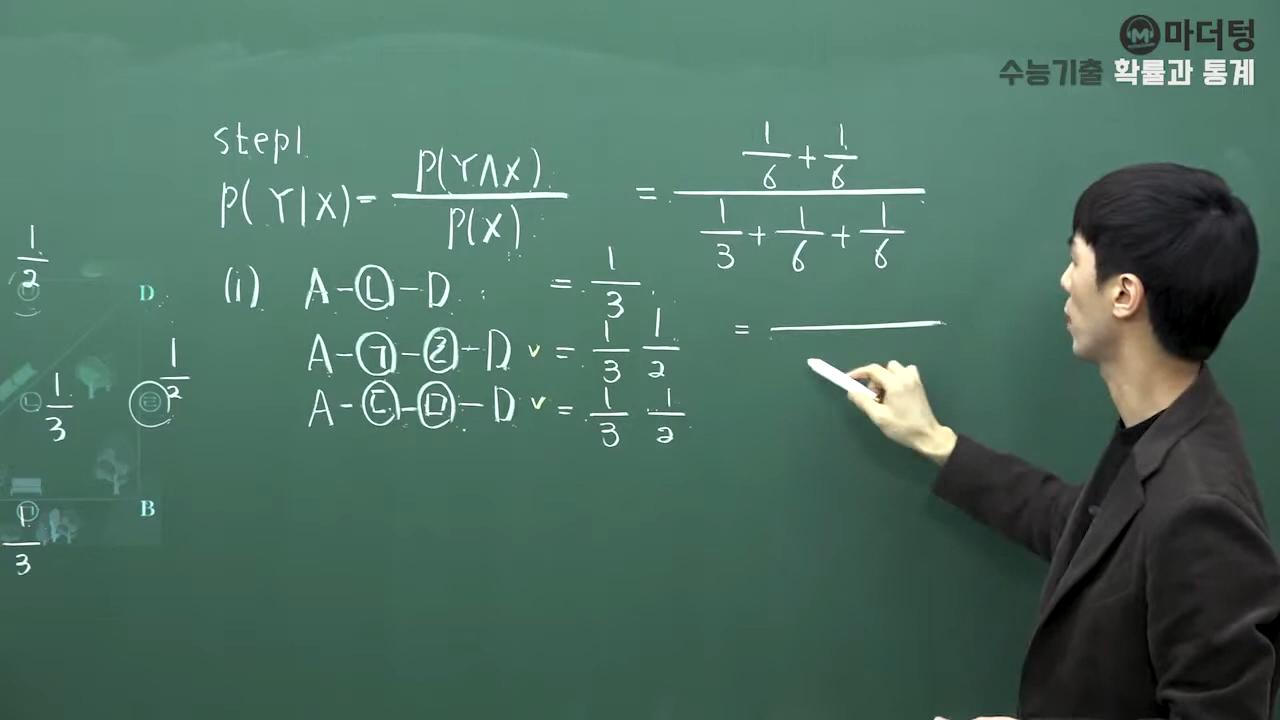 마더텅
수능기출 확률과 통계
step1.
P(Y|X) = P(Y∧X) / P(X) = (1/6 + 1/6) / (1/3 + 1/6 + 1/6)
(i) A-㉡-D = 1/3
A-㉠-㉣-D v = 1/3 1/2
A-㉢-㉤-D v = 1/3 1/2
=
1/2
D
1/3
㉡
1/2
㉣
B
1/3